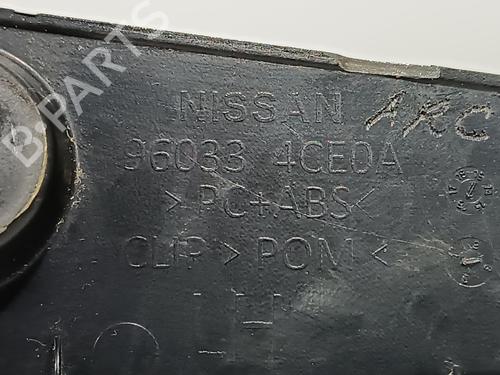 B-PARTS
NISSAN
ARC
96033 4CE0A
>PC+ABS<
CLIP >POM<